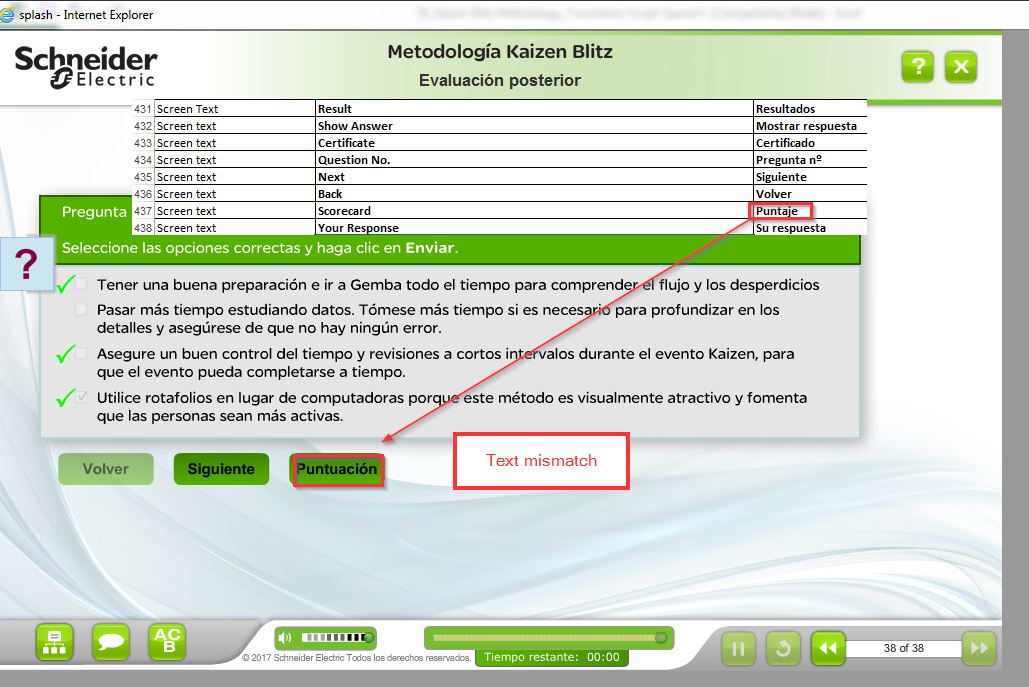 splash - Internet Explorer
Schneider
Electric
Metodología Kaizen Blitz
Evaluación posterior
?
X
431 Screen Text Result Resultados
432 Screen text Show Answer Mostrar respuesta
433 Screen text Certificate Certificado
434 Screen text Question No. Pregunta nº
435 Screen text Next Siguiente
436 Screen text Back Volver
437 Screen text Scorecard Puntaje
438 Screen text Your Response Su respuesta
Pregunta
Seleccione las opciones correctas y haga clic en Enviar.
?
Tener una buena preparación e ir a Gemba todo el tiempo para comprender el flujo y los desperdicios
Pasar más tiempo estudiando datos. Tómese más tiempo si es necesario para profundizar en los
detalles y asegúrese de que no hay ningún error.
Asegure un buen control del tiempo y revisiones a cortos intervalos durante el evento Kaizen, para
que el evento pueda completarse a tiempo.
Utilice rotafolios en lugar de computadoras porque este método es visualmente atractivo y fomenta
que las personas sean más activas.
Volver
Siguiente
Puntuación
Text mismatch
AC
B
© 2017 Schneider Electric Todos los derechos reservados.
Tiempo restante: 00:00
38 of 38